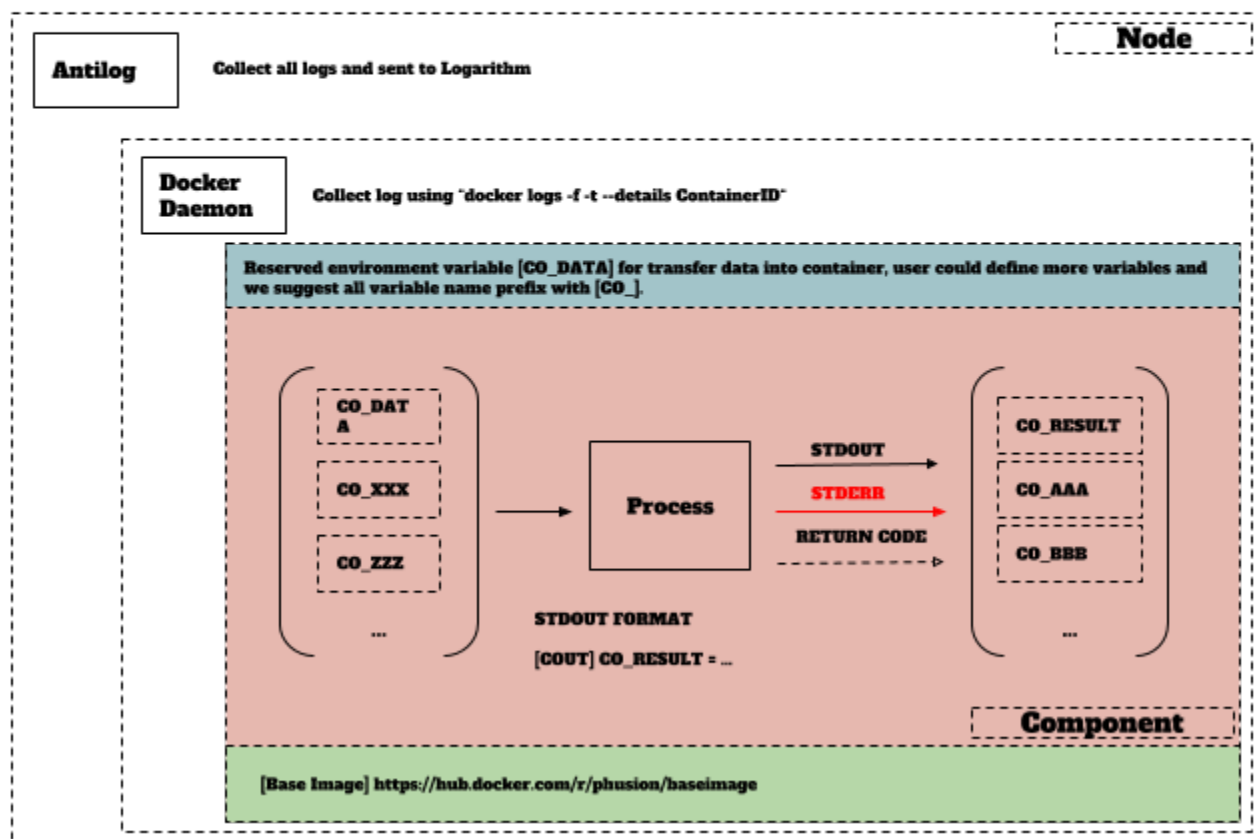 Node
Antilog
Collect all logs and sent to Logarithm
Docker
Daemon
Collect log using "docker logs -f -t --details ContainerID"
Reserved environment variable [CO_DATA] for transfer data into container, user could define more variables and
we suggest all variable name prefix with [CO_].
CO_DAT
A
CO_XXX
CO_ZZZ
...
Process
STDOUT
STDERR
RETURN CODE
CO_RESULT
CO_AAA
CO_BBB
...
STDOUT FORMAT
[COUT] CO_RESULT = ...
Component
[Base Image] https://hub.docker.com/r/phusion/baseimage